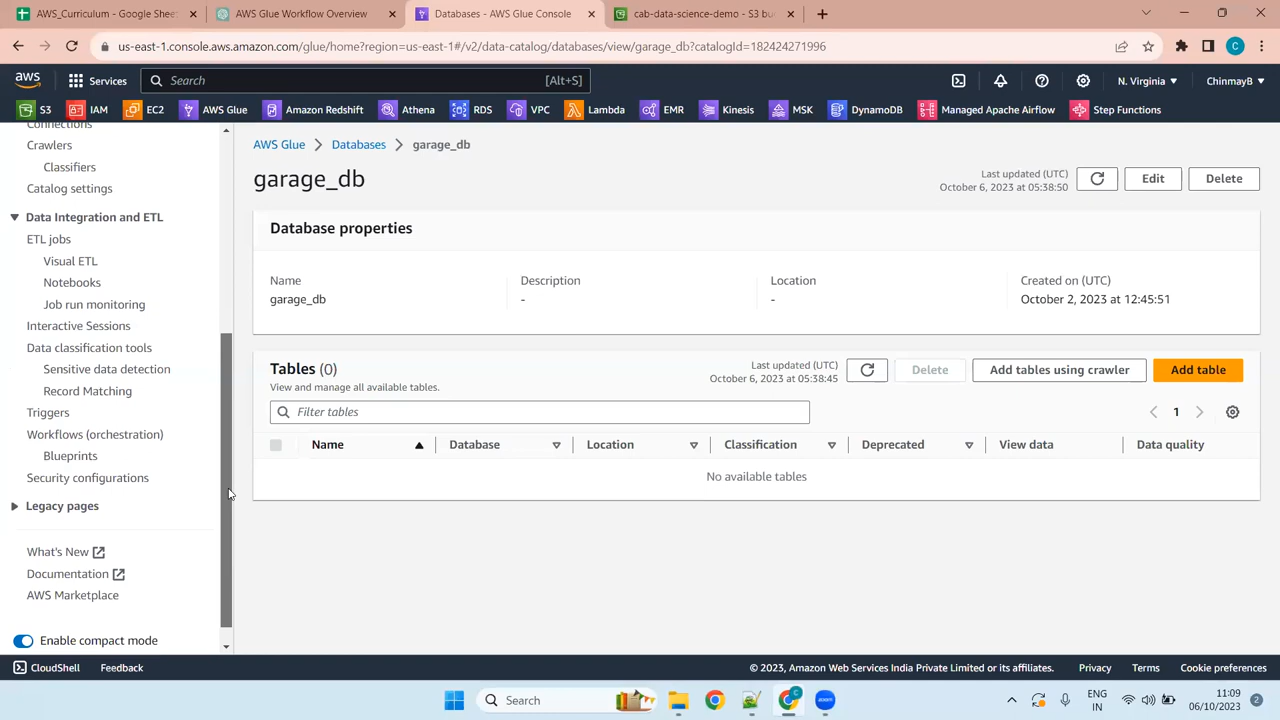 AWS_Curriculum - Google Sheet
AWS Glue Workflow Overview
Databases - AWS Glue Console
cab-data-science-demo - S3 bu
us-east-1.console.aws.amazon.com/glue/home?region=us-east-1#/v2/data-catalog/databases/view/garage_db?catalogId=182424271996
C
aws
Services
Search
[Alt+S]
N. Virginia
ChinmayB
S3
IAM
EC2
AWS Glue
Amazon Redshift
Athena
RDS
VPC
Lambda
EMR
Kinesis
MSK
DynamoDB
Managed Apache Airflow
Step Functions
Connections
Crawlers
Classifiers
Catalog settings
Data Integration and ETL
ETL jobs
Visual ETL
Notebooks
Job run monitoring
Interactive Sessions
Data classification tools
Sensitive data detection
Record Matching
Triggers
Workflows (orchestration)
Blueprints
Security configurations
Legacy pages
What's New
Documentation
AWS Marketplace
Enable compact mode
AWS Glue > Databases > garage_db
garage_db
Last updated (UTC)
October 6, 2023 at 05:38:50
Edit
Delete
Database properties
Name
garage_db
Description
-
Location
-
Created on (UTC)
October 2, 2023 at 12:45:51
Tables (0)
View and manage all available tables.
Last updated (UTC)
October 6, 2023 at 05:38:45
Delete
Add tables using crawler
Add table
Filter tables
1
Name
Database
Location
Classification
Deprecated
View data
Data quality
No available tables
CloudShell
Feedback
© 2023, Amazon Web Services India Private Limited or its affiliates.
Privacy
Terms
Cookie preferences
Search
ENG
IN
11:09
06/10/2023
2